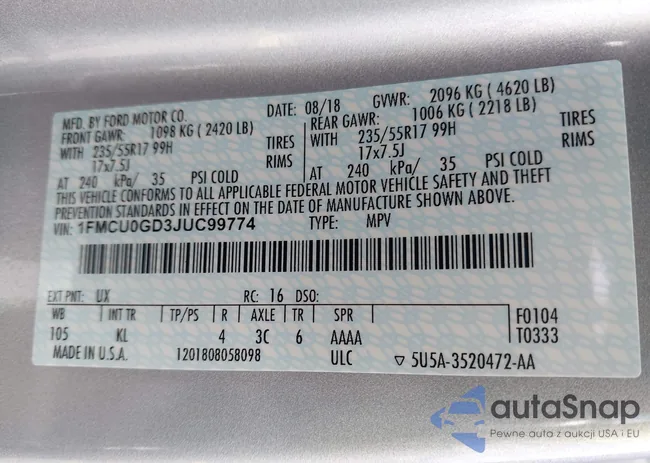 MFD. BY FORD MOTOR CO. DATE: 08/18 GVWR: 2096 KG ( 4620 LB)
FRONT GAWR: 1098 KG ( 2420 LB) REAR GAWR: 1006 KG ( 2218 LB)
WITH 235/55R17 99H TIRES WITH 235/55R17 99H TIRES
17x7.5J RIMS 17x7.5J RIMS
AT 240 kPa/ 35 PSI COLD AT 240 kPa/ 35 PSI COLD
THIS VEHICLE CONFORMS TO ALL APPLICABLE FEDERAL MOTOR VEHICLE SAFETY AND THEFT
PREVENTION STANDARDS IN EFFECT ON THE DATE OF MANUFACTURE SHOWN ABOVE.
VIN: 1FMCU0GD3JUC99774 TYPE: MPV
EXT PNT: UX RC: 16 DSO:
WB INT TR TP/PS R AXLE TR SPR F0104
105 KL 4 3C 6 AAAA T0333
MADE IN U.S.A. 1201808058098 ULC ▽ 5U5A-3520472-AA
autaSnap
Pewne auta z aukcji USA i EU